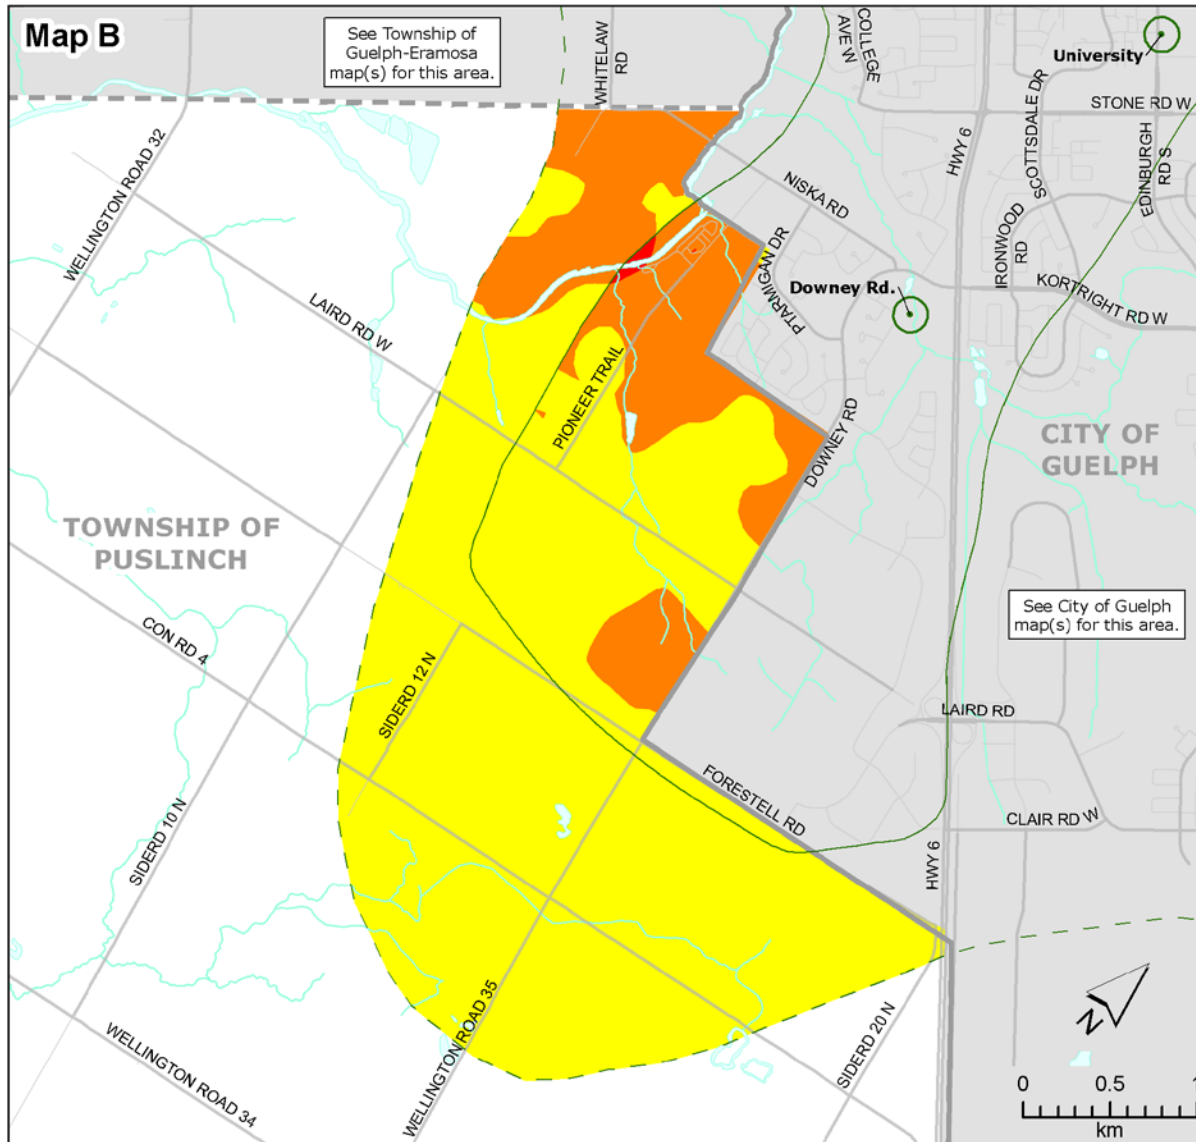 Map B
See Township of
Guelph-Eramosa
map(s) for this area.
WHITELAW
RD
COLLEGE
AVE W
University
SCOTTSDALE DR
STONE RD W
EDINBURGH
RD S
HWY 6
WELLINGTON ROAD 32
NISKA RD
IRONWOOD
RD
KORTRIGHT RD W
PTARMIGAN DR
Downey Rd.
LAIRD RD W
PIONEER TRAIL
DOWNEY RD
CITY OF
GUELPH
TOWNSHIP OF
PUSLINCH
See City of Guelph
map(s) for this area.
CON RD 4
SIDERD 12 N
LAIRD RD
FORESTELL RD
CLAIR RD W
SIDERD 10 N
HWY 6
WELLINGTON ROAD 35
SIDERD 20 N
WELLINGTON ROAD 34
N
0 0.5 1
km